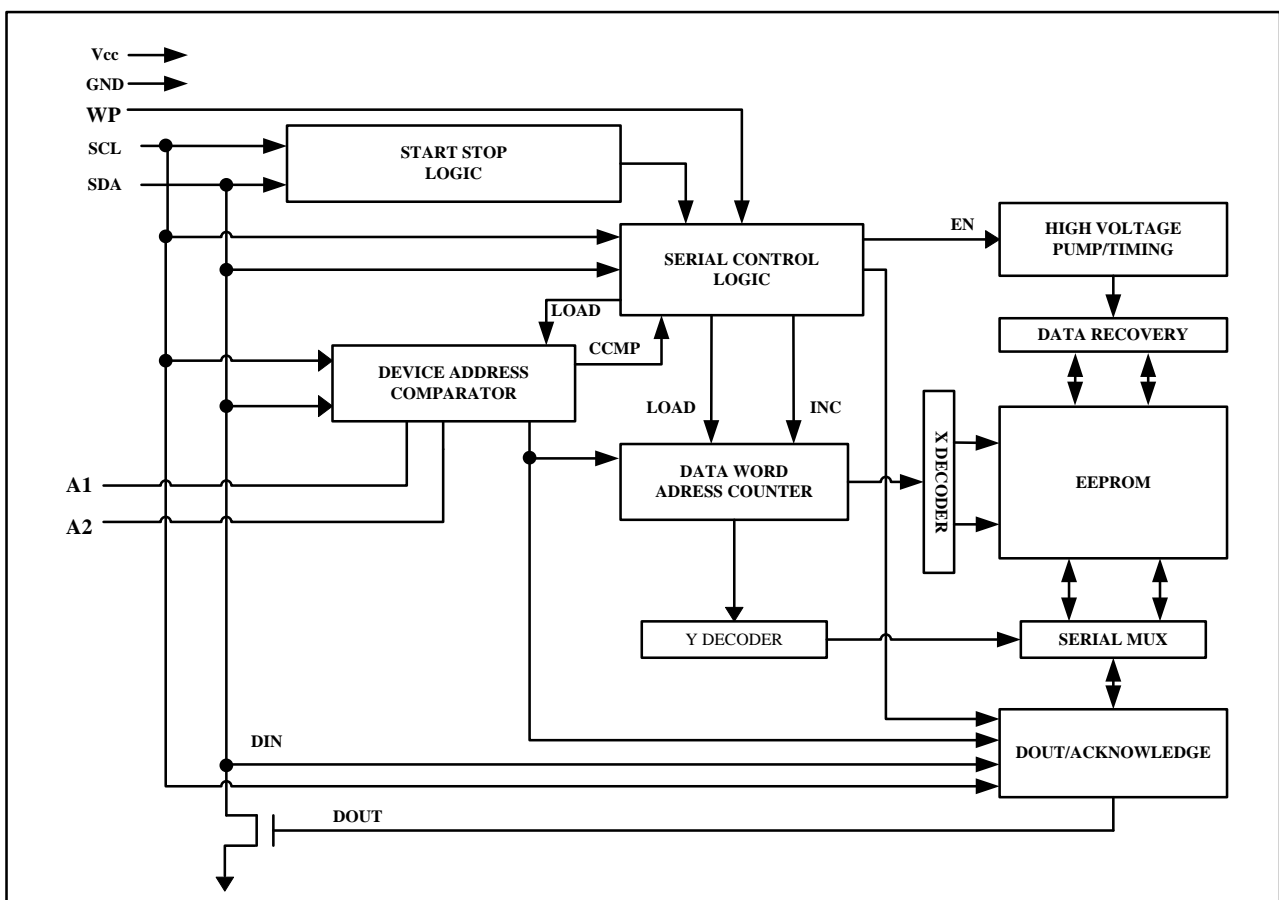 Vcc
GND
WP
SCL
SDA
START STOP
LOGIC
SERIAL CONTROL
LOGIC
EN
HIGH VOLTAGE
PUMP/TIMING
LOAD
CCMP
DATA RECOVERY
DEVICE ADDRESS
COMPARATOR
LOAD
INC
X DECODER
EEPROM
DATA WORD
ADRESS COUNTER
A1
A2
Y DECODER
SERIAL MUX
DIN
DOUT/ACKNOWLEDGE
DOUT